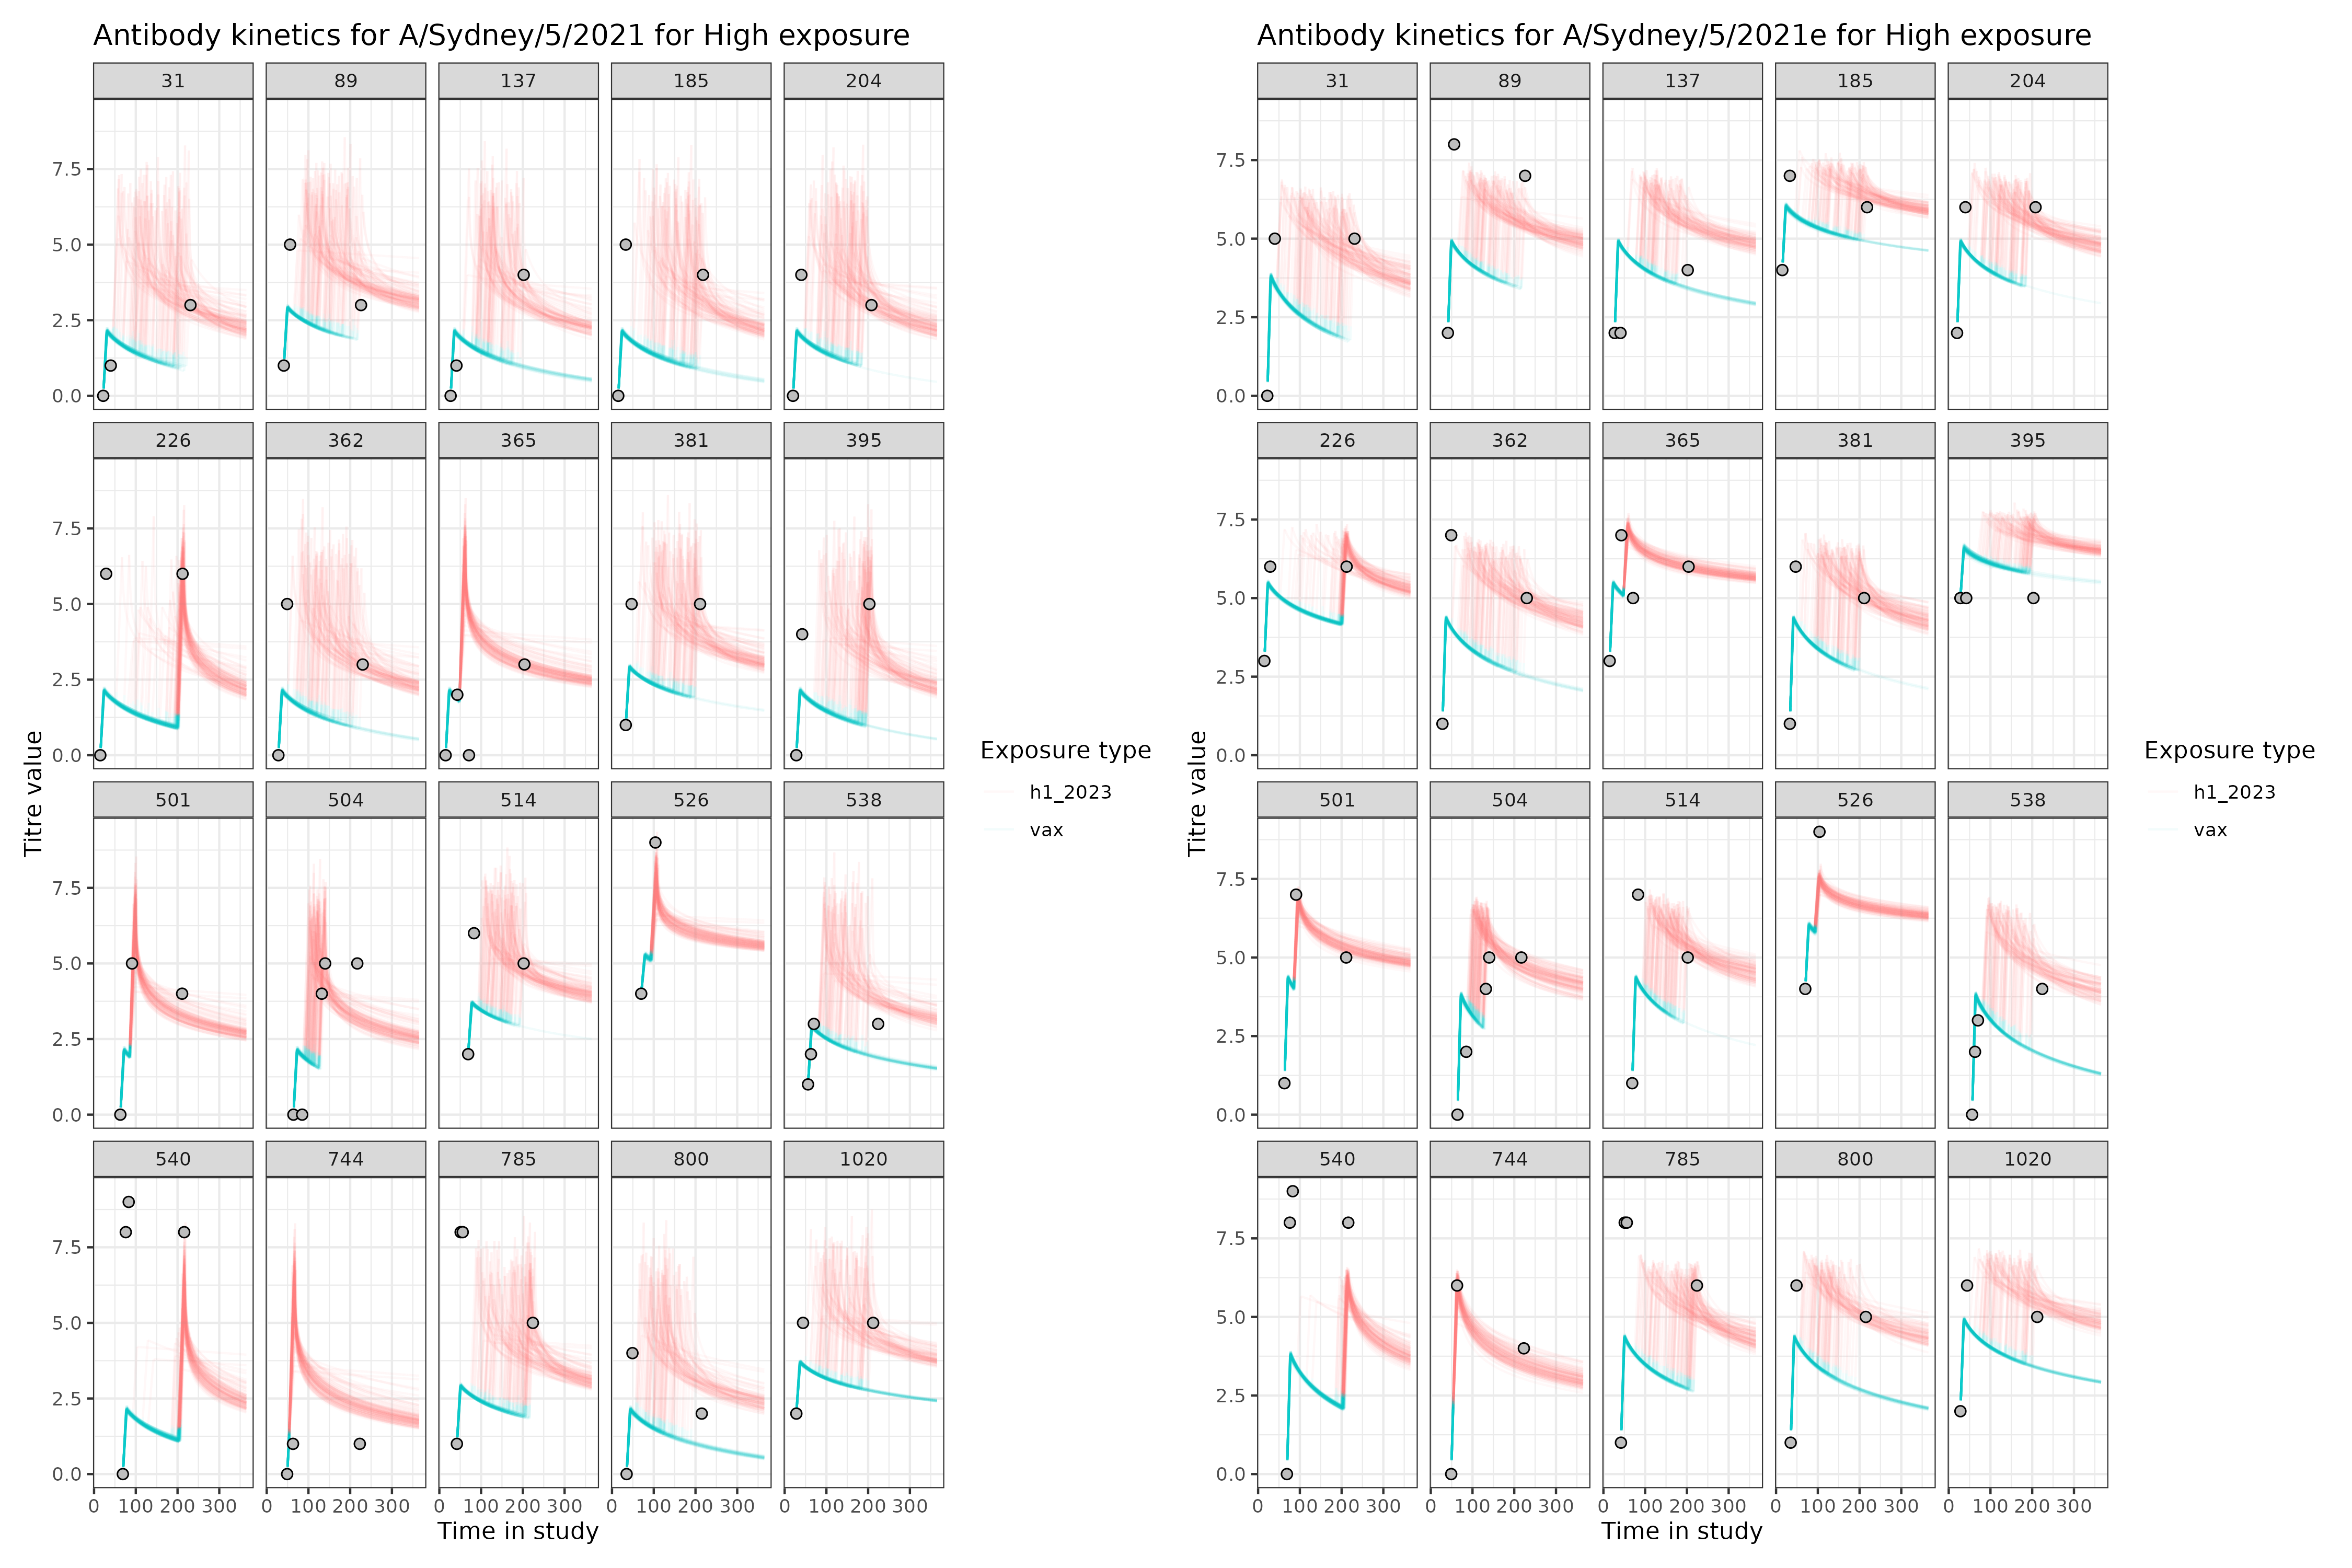 Antibody kinetics for A/Sydney/5/2021 for High exposure
31 89 137 185 204
7.5
5.0
2.5
0.0
226 362 365 381 395
7.5
5.0
2.5
0.0
501 504 514 526 538
7.5
5.0
2.5
0.0
540 744 785 800 1020
7.5
5.0
2.5
0.0
0 100 200 300 0 100 200 300 0 100 200 300 0 100 200 300 0 100 200 300
Time in study
Titre value
Exposure type
h1_2023
vax
Antibody kinetics for A/Sydney/5/2021e for High exposure
31 89 137 185 204
7.5
5.0
2.5
0.0
226 362 365 381 395
7.5
5.0
2.5
0.0
501 504 514 526 538
7.5
5.0
2.5
0.0
540 744 785 800 1020
7.5
5.0
2.5
0.0
0 100 200 300 0 100 200 300 0 100 200 300 0 100 200 300 0 100 200 300
Time in study
Titre value
Exposure type
h1_2023
vax